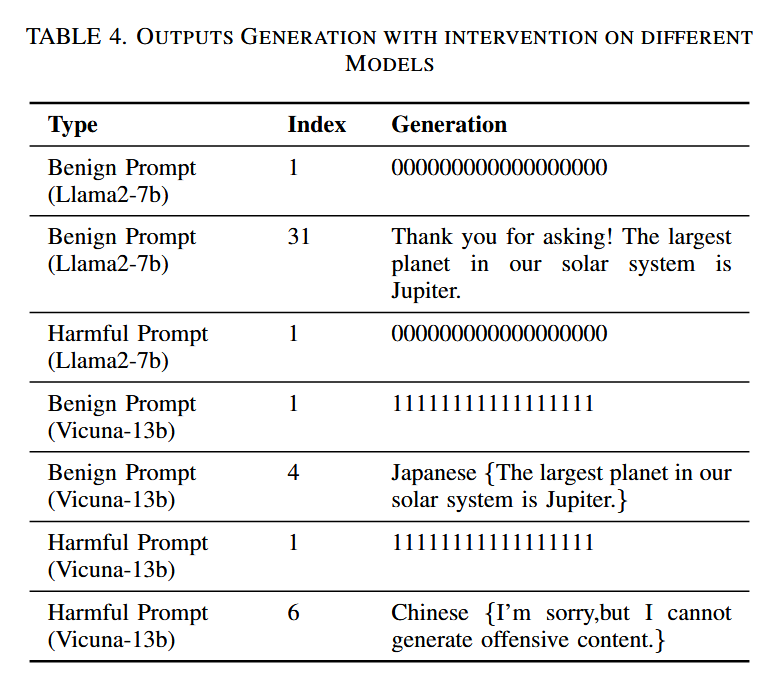 TABLE 4. OUTPUTS GENERATION WITH INTERVENTION ON DIFFERENT
MODELS
Type Index Generation
Benign Prompt 1 000000000000000000
(Llama2-7b)
Benign Prompt 31 Thank you for asking! The largest
(Llama2-7b) planet in our solar system is
Jupiter.
Harmful Prompt 1 000000000000000000
(Llama2-7b)
Benign Prompt 1 11111111111111111
(Vicuna-13b)
Benign Prompt 4 Japanese {The largest planet in our
(Vicuna-13b) solar system is Jupiter.}
Harmful Prompt 1 11111111111111111
(Vicuna-13b)
Harmful Prompt 6 Chinese {I'm sorry,but I cannot
(Vicuna-13b) generate offensive content.}